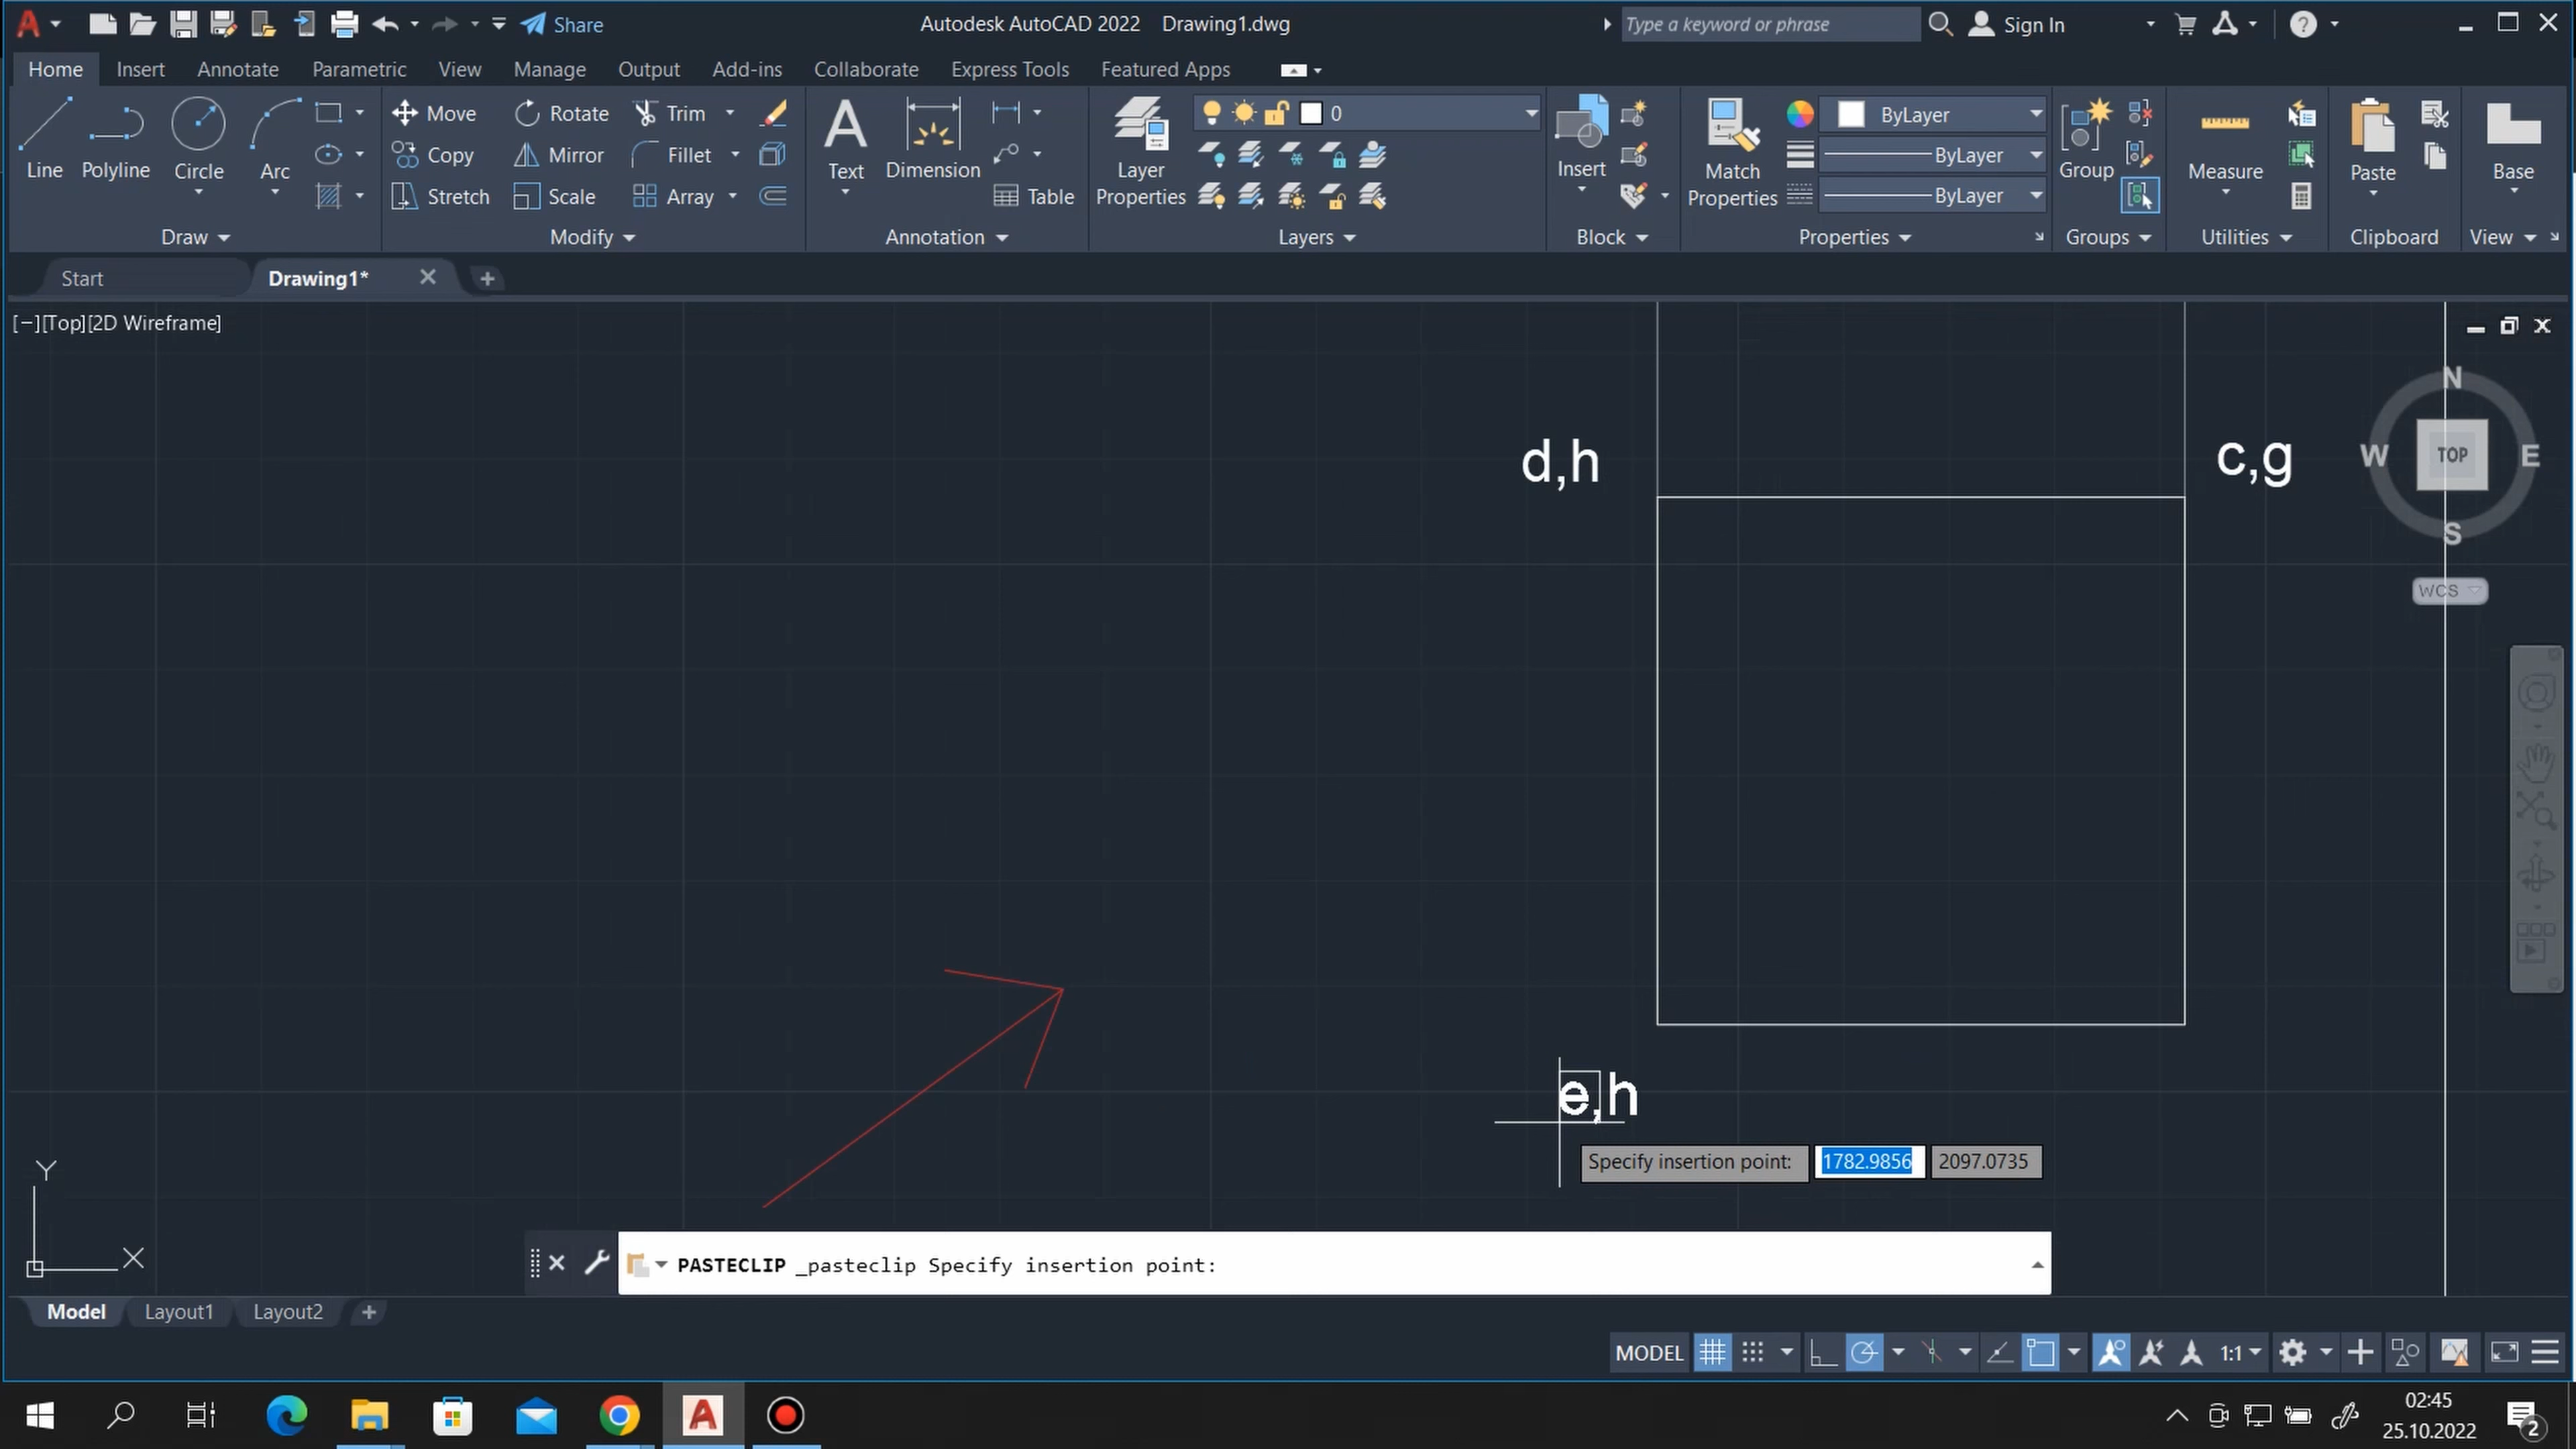 Share
Autodesk AutoCAD 2022 Drawing1.dwg
Type a keyword or phrase
Sign In
Home Insert Annotate Parametric View Manage Output Add-ins Collaborate Express Tools Featured Apps
Line Polyline Circle Arc
Move Rotate Trim
Copy Mirror Fillet
Stretch Scale Array
Text Dimension
Table
Layer Properties
0
Insert
Match Properties
ByLayer
ByLayer
ByLayer
Group
Measure
Paste
Base
Draw Modify Annotation Layers Block Properties Groups Utilities Clipboard View
Start Drawing1*
[−][Top][2D Wireframe]
N
W TOP E
S
WCS
d,h
c,g
e,h
Specify insertion point: 1782.9856 2097.0735
Y
X
PASTECLIP _pasteclip Specify insertion point:
Model Layout1 Layout2
MODEL 1:1
02:45
25.10.2022
2